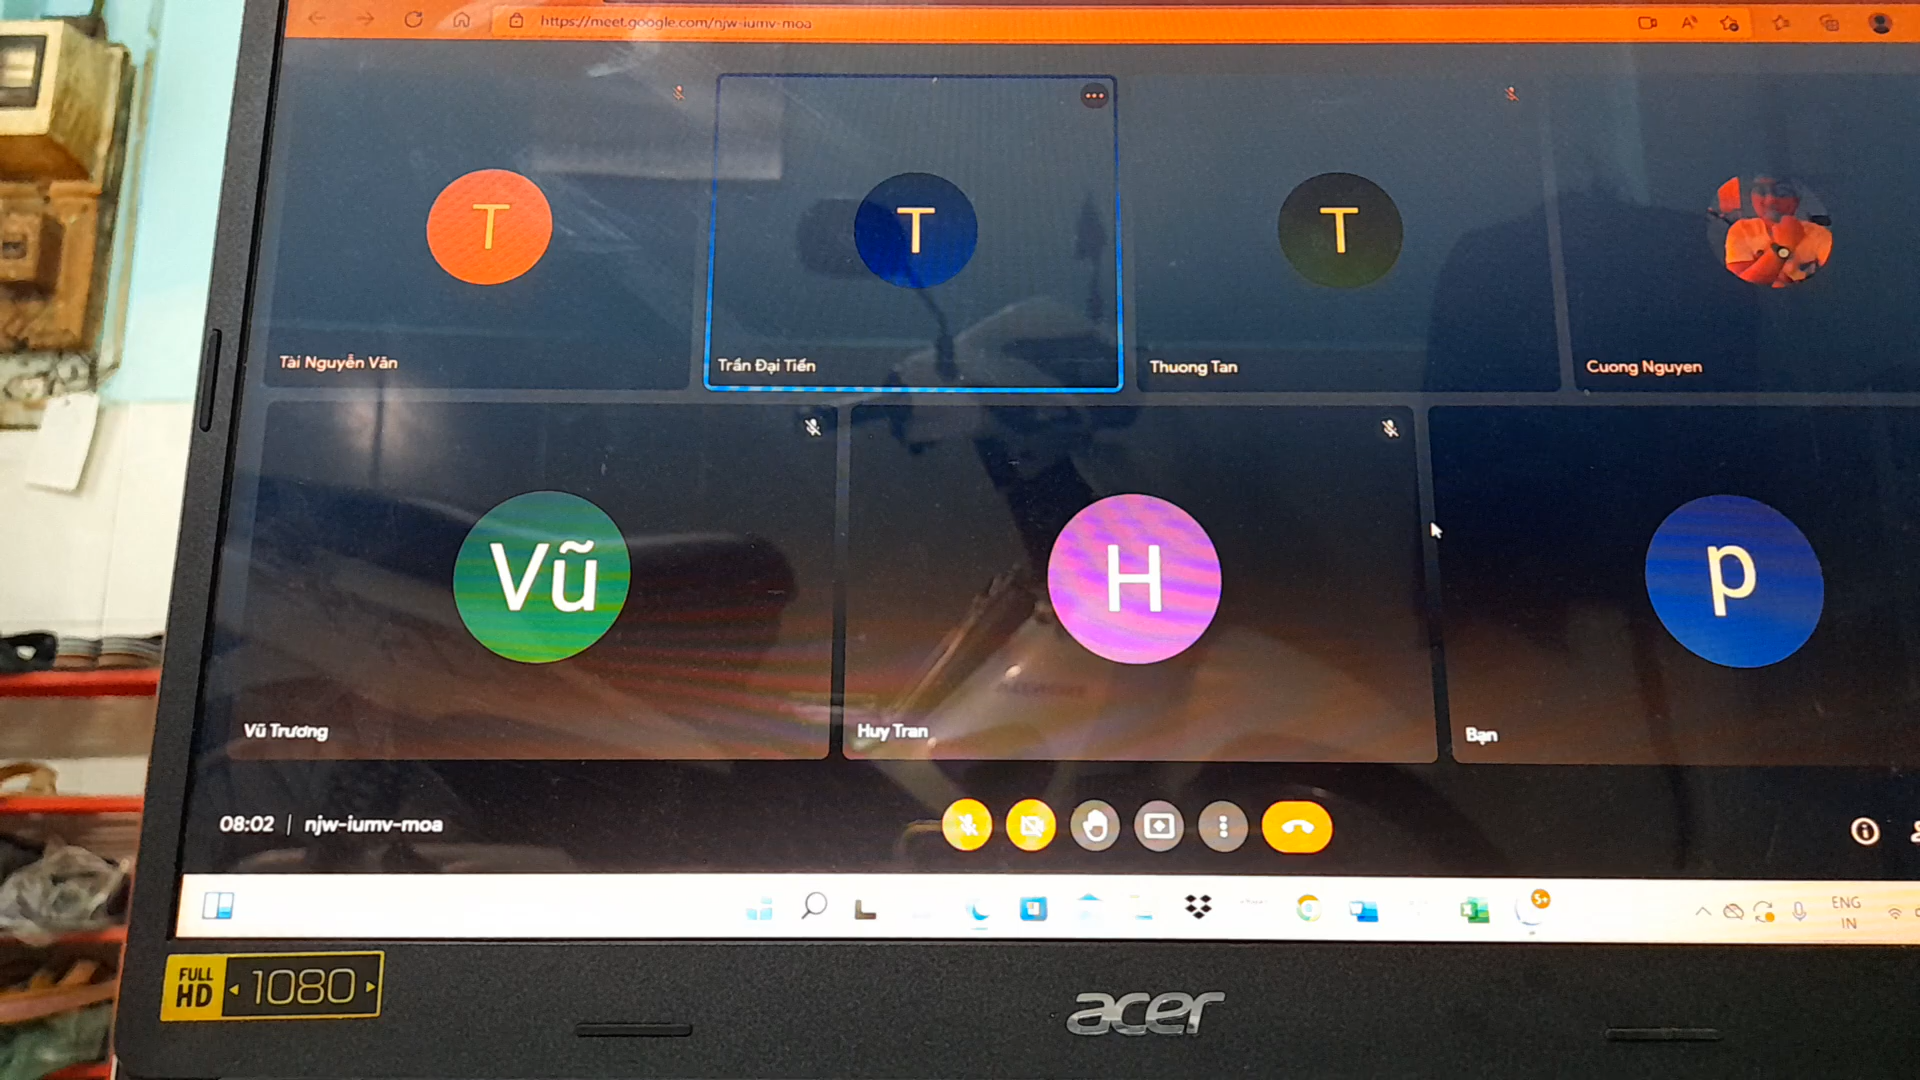 https://meet.google.com/njw-iumv-moa
T
T
T
Tài Nguyễn Văn
Trần Đại Tiến
Thuong Tan
Cuong Nguyen
Vũ
H
p
Vũ Trương
Huy Tran
Bạn
08:02 | njw-iumv-moa
5+
ENG
IN
FULL HD 1080
acer